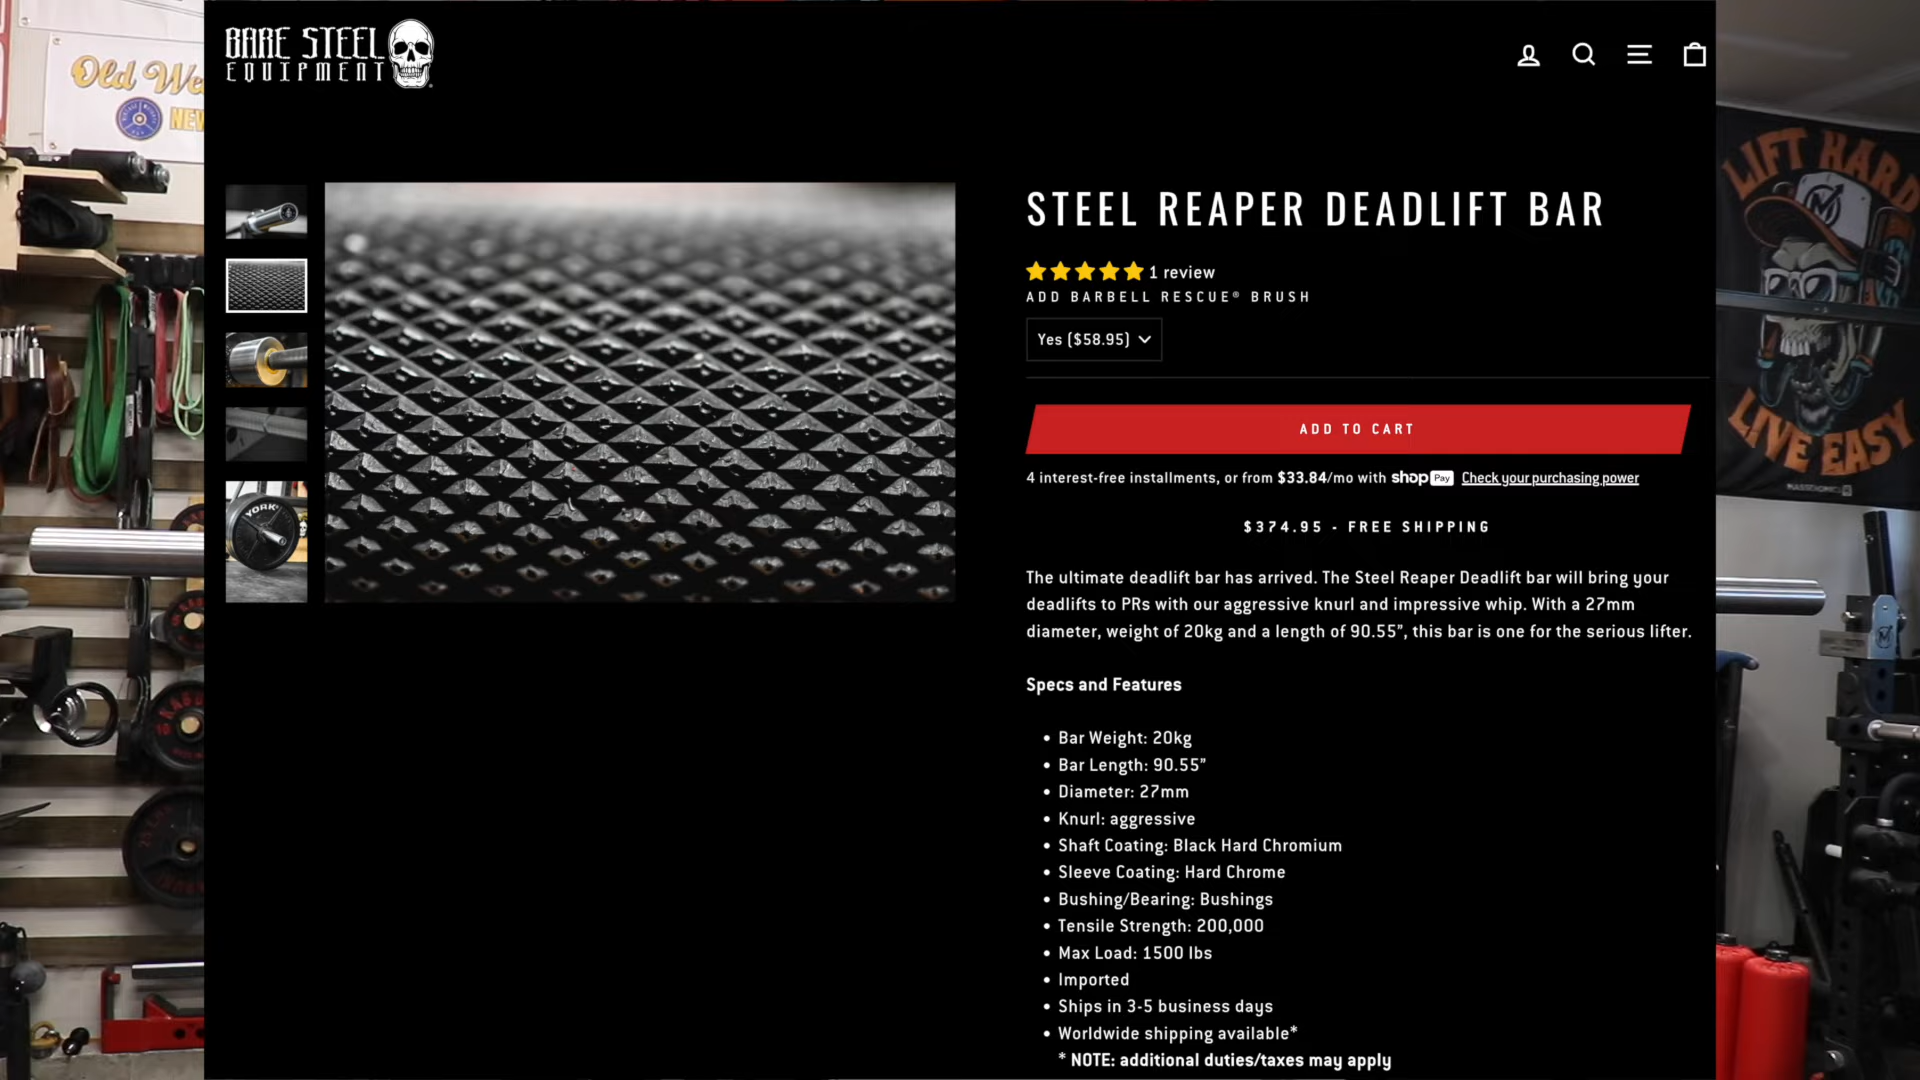 BARE STEEL
EQUIPMENT
Old We
NEW
STEEL REAPER DEADLIFT BAR
1 review
ADD BARBELL RESCUE® BRUSH
Yes ($58.95)
ADD TO CART
4 interest-free installments, or from $33.84/mo with shop Pay Check your purchasing power
$374.95 - FREE SHIPPING
The ultimate deadlift bar has arrived. The Steel Reaper Deadlift bar will bring your
deadlifts to PRs with our aggressive knurl and impressive whip. With a 27mm
diameter, weight of 20kg and a length of 90.55”, this bar is one for the serious lifter.
Specs and Features
• Bar Weight: 20kg
• Bar Length: 90.55”
• Diameter: 27mm
• Knurl: aggressive
• Shaft Coating: Black Hard Chromium
• Sleeve Coating: Hard Chrome
• Bushing/Bearing: Bushings
• Tensile Strength: 200,000
• Max Load: 1500 lbs
• Imported
• Ships in 3-5 business days
• Worldwide shipping available*
* NOTE: additional duties/taxes may apply
YORK
LIFT HARD
LIVE EASY